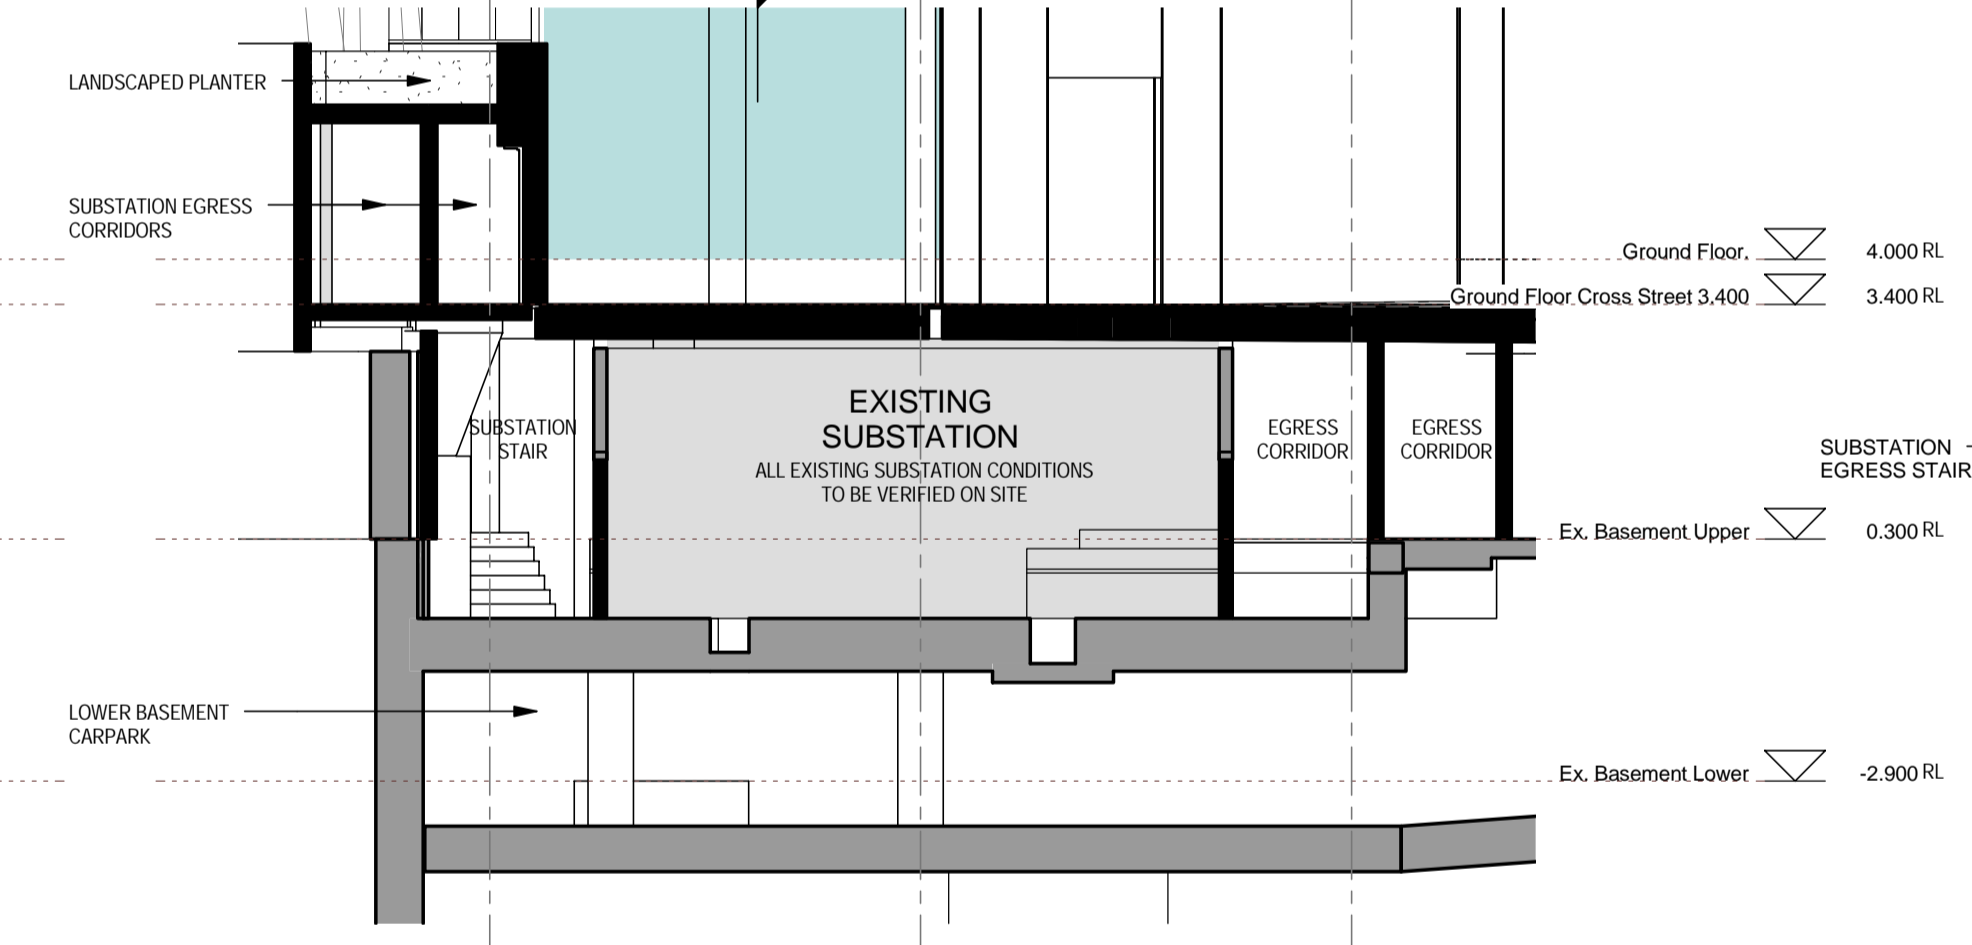 LANDSCAPED PLANTER
SUBSTATION EGRESS
CORRIDORS
Ground Floor.
4.000 RL
Ground Floor Cross Street 3.400
3.400 RL
EXISTING
SUBSTATION
ALL EXISTING SUBSTATION CONDITIONS
TO BE VERIFIED ON SITE
SUBSTATION
STAIR
EGRESS
CORRIDOR
EGRESS
CORRIDOR
SUBSTATION
EGRESS STAIR
Ex. Basement Upper
0.300 RL
LOWER BASEMENT
CARPARK
Ex. Basement Lower
-2.900 RL